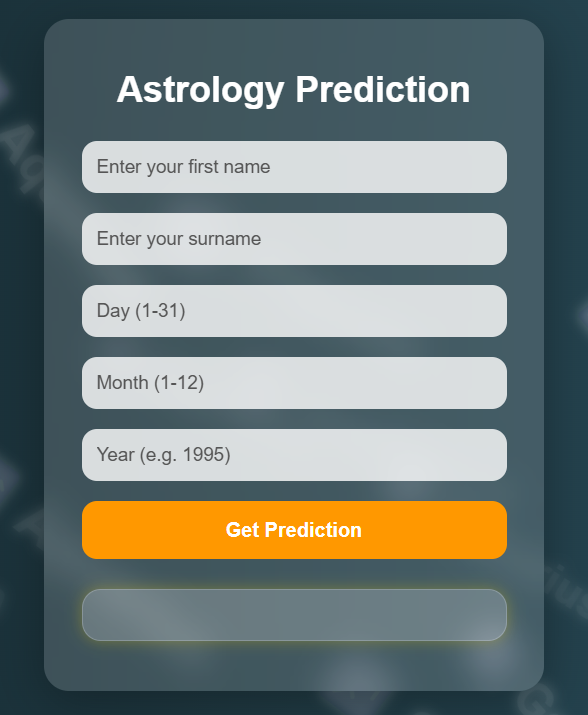 Astrology Prediction
Enter your first name
Enter your surname
Day (1-31)
Month (1-12)
Year (e.g. 1995)
Get Prediction